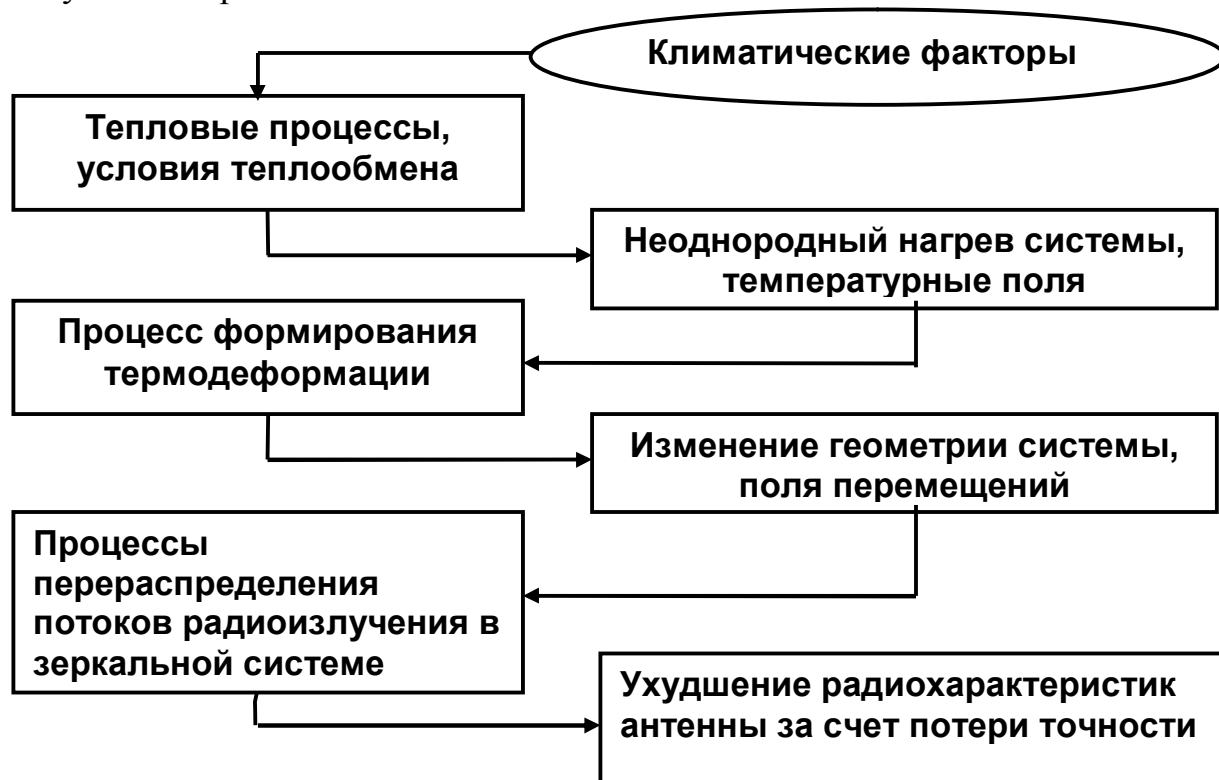 Климатические факторы
Тепловые процессы,
условия теплообмена
Неоднородный нагрев системы,
температурные поля
Процесс формирования
термодеформации
Изменение геометрии системы,
поля перемещений
Процессы
перераспределения
потоков радиоизлучения в
зеркальной системе
Ухудшение радиохарактеристик
антенны за счет потери точности